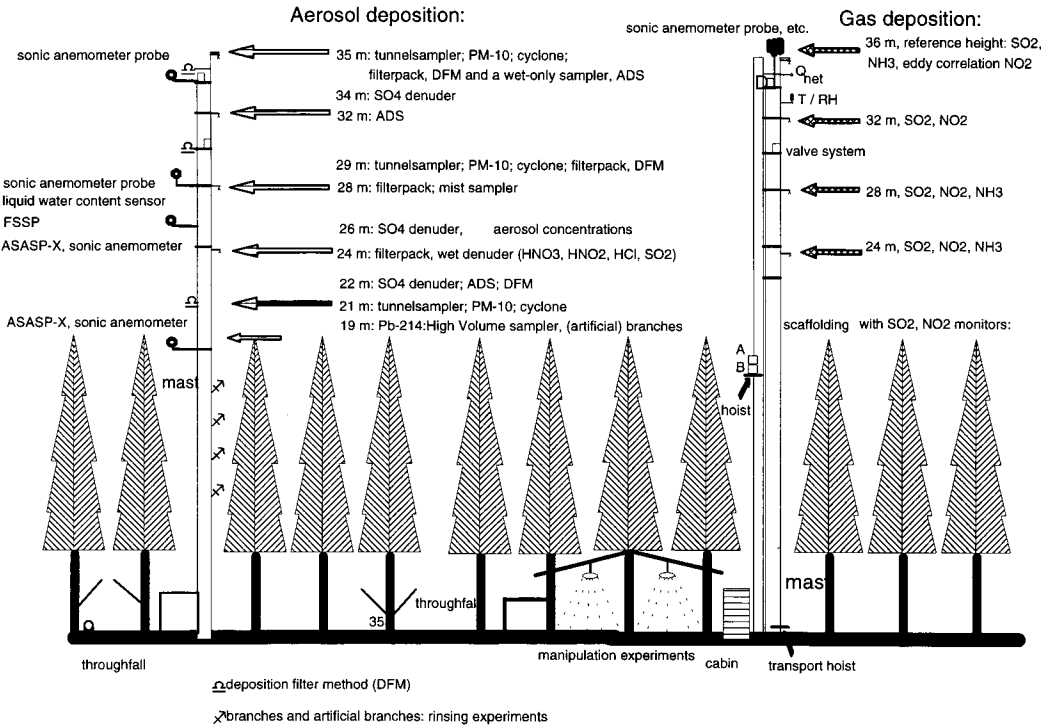 Aerosol deposition:
Gas deposition:
sonic anemometer probe, etc.
sonic anemometer probe
35 m: tunnelsampler; PM-10; cyclone;
filterpack, DFM and a wet-only sampler, ADS
36 m, reference height: SO2,
NH3, eddy correlation NO2
Q
net
34 m: SO4 denuder
32 m: ADS
T / RH
32 m, SO2, NO2
valve system
29 m: tunnelsampler; PM-10; cyclone; filterpack, DFM
28 m: filterpack; mist sampler
28 m, SO2, NO2, NH3
sonic anemometer probe
liquid water content sensor
FSSP
26 m: SO4 denuder, aerosol concentrations
ASASP-X, sonic anemometer
24 m: filterpack, wet denuder (HNO3, HNO2, HCl, SO2)
24 m, SO2, NO2, NH3
22 m: SO4 denuder; ADS; DFM
21 m: tunnelsampler; PM-10; cyclone
ASASP-X, sonic anemometer
19 m: Pb-214:High Volume sampler, (artificial) branches
scaffolding with SO2, NO2 monitors:
A
B
mast
hoist
mast
throughfal
35
throughfall
manipulation experiments
cabin
transport hoist
deposition filter method (DFM)
branches and artificial branches: rinsing experiments